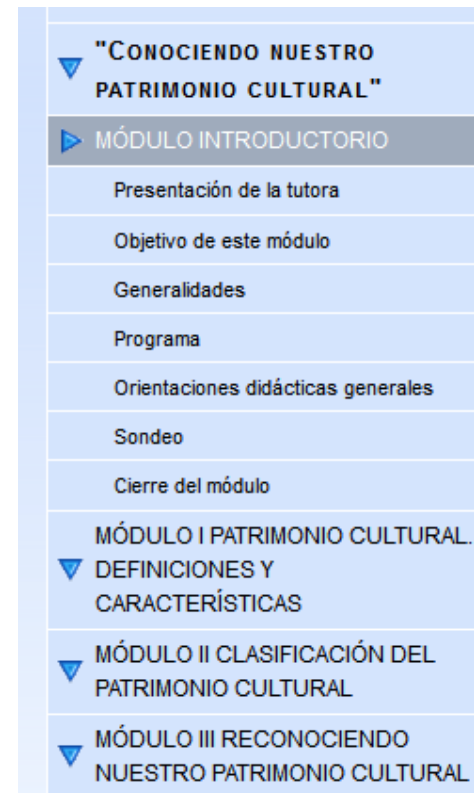 "CONOCIENDO NUESTRO
PATRIMONIO CULTURAL"
MÓDULO INTRODUCTORIO
Presentación de la tutora
Objetivo de este módulo
Generalidades
Programa
Orientaciones didácticas generales
Sondeo
Cierre del módulo
MÓDULO I PATRIMONIO CULTURAL.
DEFINICIONES Y
CARACTERÍSTICAS
MÓDULO II CLASIFICACIÓN DEL
PATRIMONIO CULTURAL
MÓDULO III RECONOCIENDO
NUESTRO PATRIMONIO CULTURAL